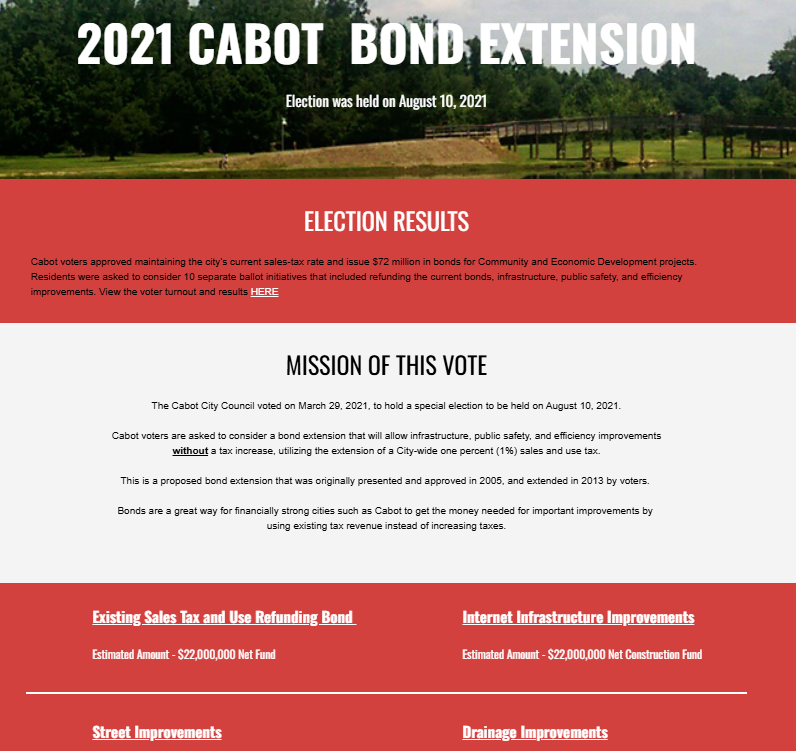 2021 CABOT BOND EXTENSION
Election was held on August 10, 2021
ELECTION RESULTS
Cabot voters approved maintaining the city's current sales-tax rate and issue $72 million in bonds for Community and Economic Development projects.
Residents were asked to consider 10 separate ballot initiatives that included refunding the current bonds, infrastructure, public safety, and efficiency
improvements. View the voter turnout and results HERE
MISSION OF THIS VOTE
The Cabot City Council voted on March 29, 2021, to hold a special election to be held on August 10, 2021.
Cabot voters are asked to consider a bond extension that will allow infrastructure, public safety, and efficiency improvements
without a tax increase, utilizing the extension of a City-wide one percent (1%) sales and use tax.
This is a proposed bond extension that was originally presented and approved in 2005, and extended in 2013 by voters.
Bonds are a great way for financially strong cities such as Cabot to get the money needed for important improvements by
using existing tax revenue instead of increasing taxes.
Existing Sales Tax and Use Refunding Bond
Internet Infrastructure Improvements
Estimated Amount - $22,000,000 Net Fund
Estimated Amount - $22,000,000 Net Construction Fund
Street Improvements
Drainage Improvements